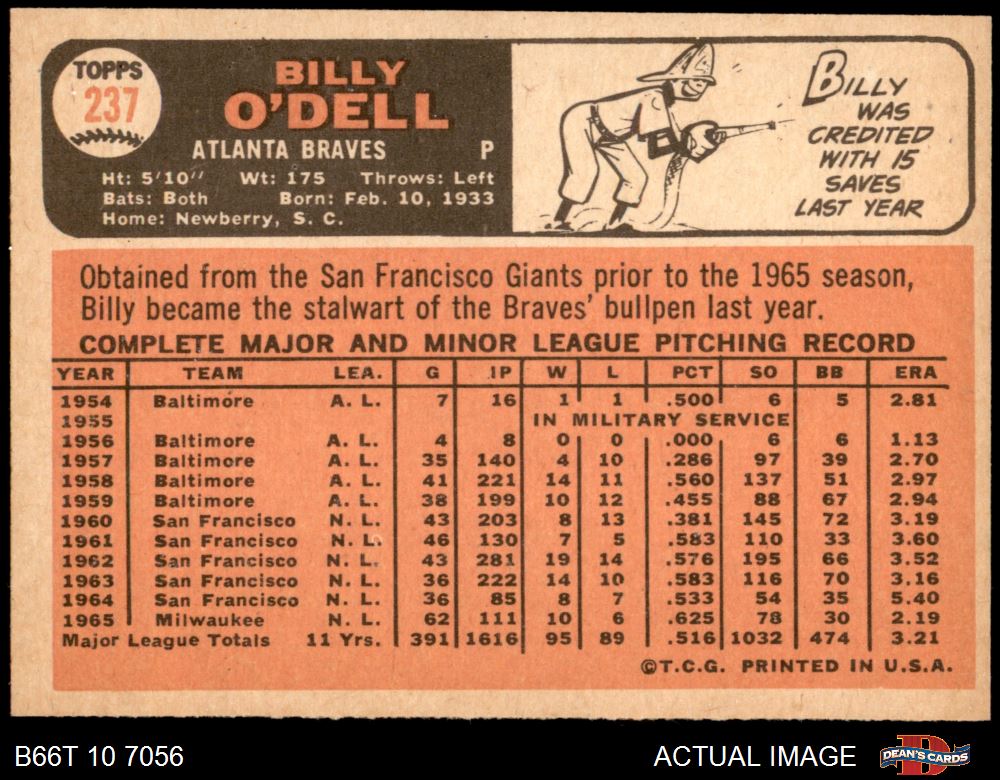 TOPPS
237
BILLY
O'DELL
ATLANTA BRAVES P
Ht: 5'10" Wt: 175 Throws: Left
Bats: Both Born: Feb. 10, 1933
Home: Newberry, S. C.
BILLY
WAS
CREDITED
WITH 15
SAVES
LAST YEAR
Obtained from the San Francisco Giants prior to the 1965 season,
Billy became the stalwart of the Braves' bullpen last year.
COMPLETE MAJOR AND MINOR LEAGUE PITCHING RECORD
YEAR TEAM LEA. G IP W L PCT SO BB ERA
1954 Baltimore A. L. 7 16 1 1 .500 6 5 2.81
1955 IN MILITARY SERVICE
1956 Baltimore A. L. 4 8 0 0 .000 6 6 1.13
1957 Baltimore A. L. 35 140 4 10 .286 97 39 2.70
1958 Baltimore A. L. 41 221 14 11 .560 137 51 2.97
1959 Baltimore A. L. 38 199 10 12 .455 88 67 2.94
1960 San Francisco N. L. 43 203 8 13 .381 145 72 3.19
1961 San Francisco N. L. 46 130 7 5 .583 110 33 3.60
1962 San Francisco N. L. 43 281 19 14 .576 195 66 3.52
1963 San Francisco N. L. 36 222 14 10 .583 116 70 3.16
1964 San Francisco N. L. 36 85 8 7 .533 54 35 5.40
1965 Milwaukee N. L. 62 111 10 6 .625 78 30 2.19
Major League Totals 11 Yrs. 391 1616 95 89 .516 1032 474 3.21
©T.C.G. PRINTED IN U.S.A.
B66T 10 7056 ACTUAL IMAGE
D
DEAN'S CARDS